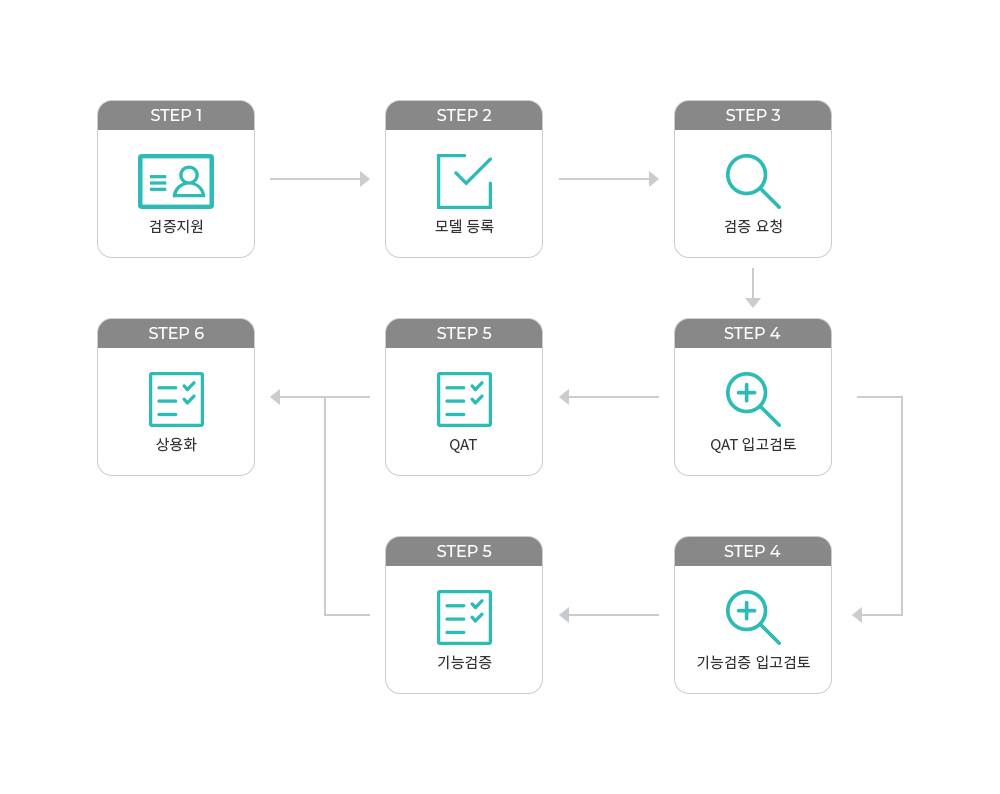 STEP 1
검증지원
STEP 2
모델 등록
STEP 3
검증 요청
STEP 4
QAT 입고검토
STEP 5
QAT
STEP 6
상용화
STEP 4
기능검증 입고검토
STEP 5
기능검증